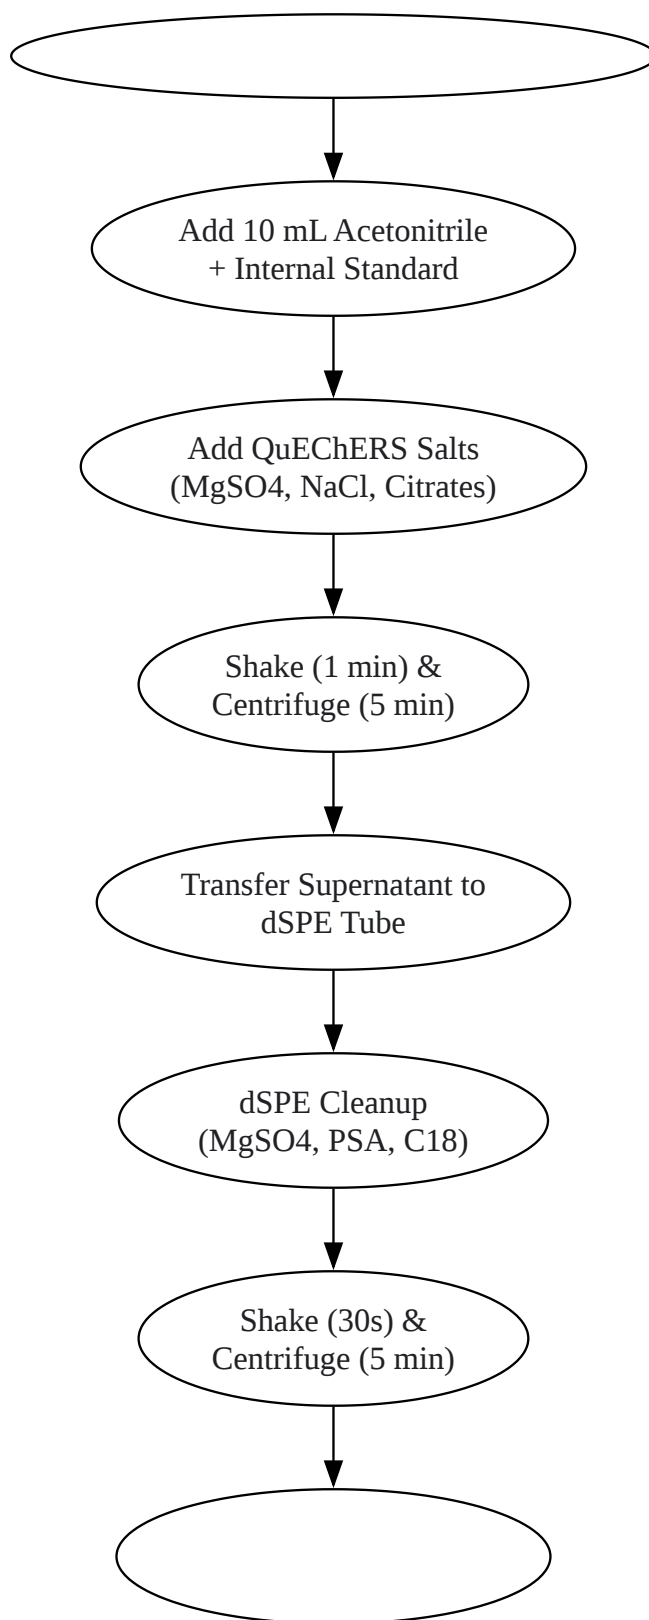 Add 10 mL Acetonitrile
+ Internal Standard
Add QuEChERS Salts
(MgSO4, NaCl, Citrates)
Shake (1 min) &
Centrifuge (5 min)
Transfer Supernatant to
dSPE Tube
dSPE Cleanup
(MgSO4, PSA, C18)
Shake (30s) &
Centrifuge (5 min)